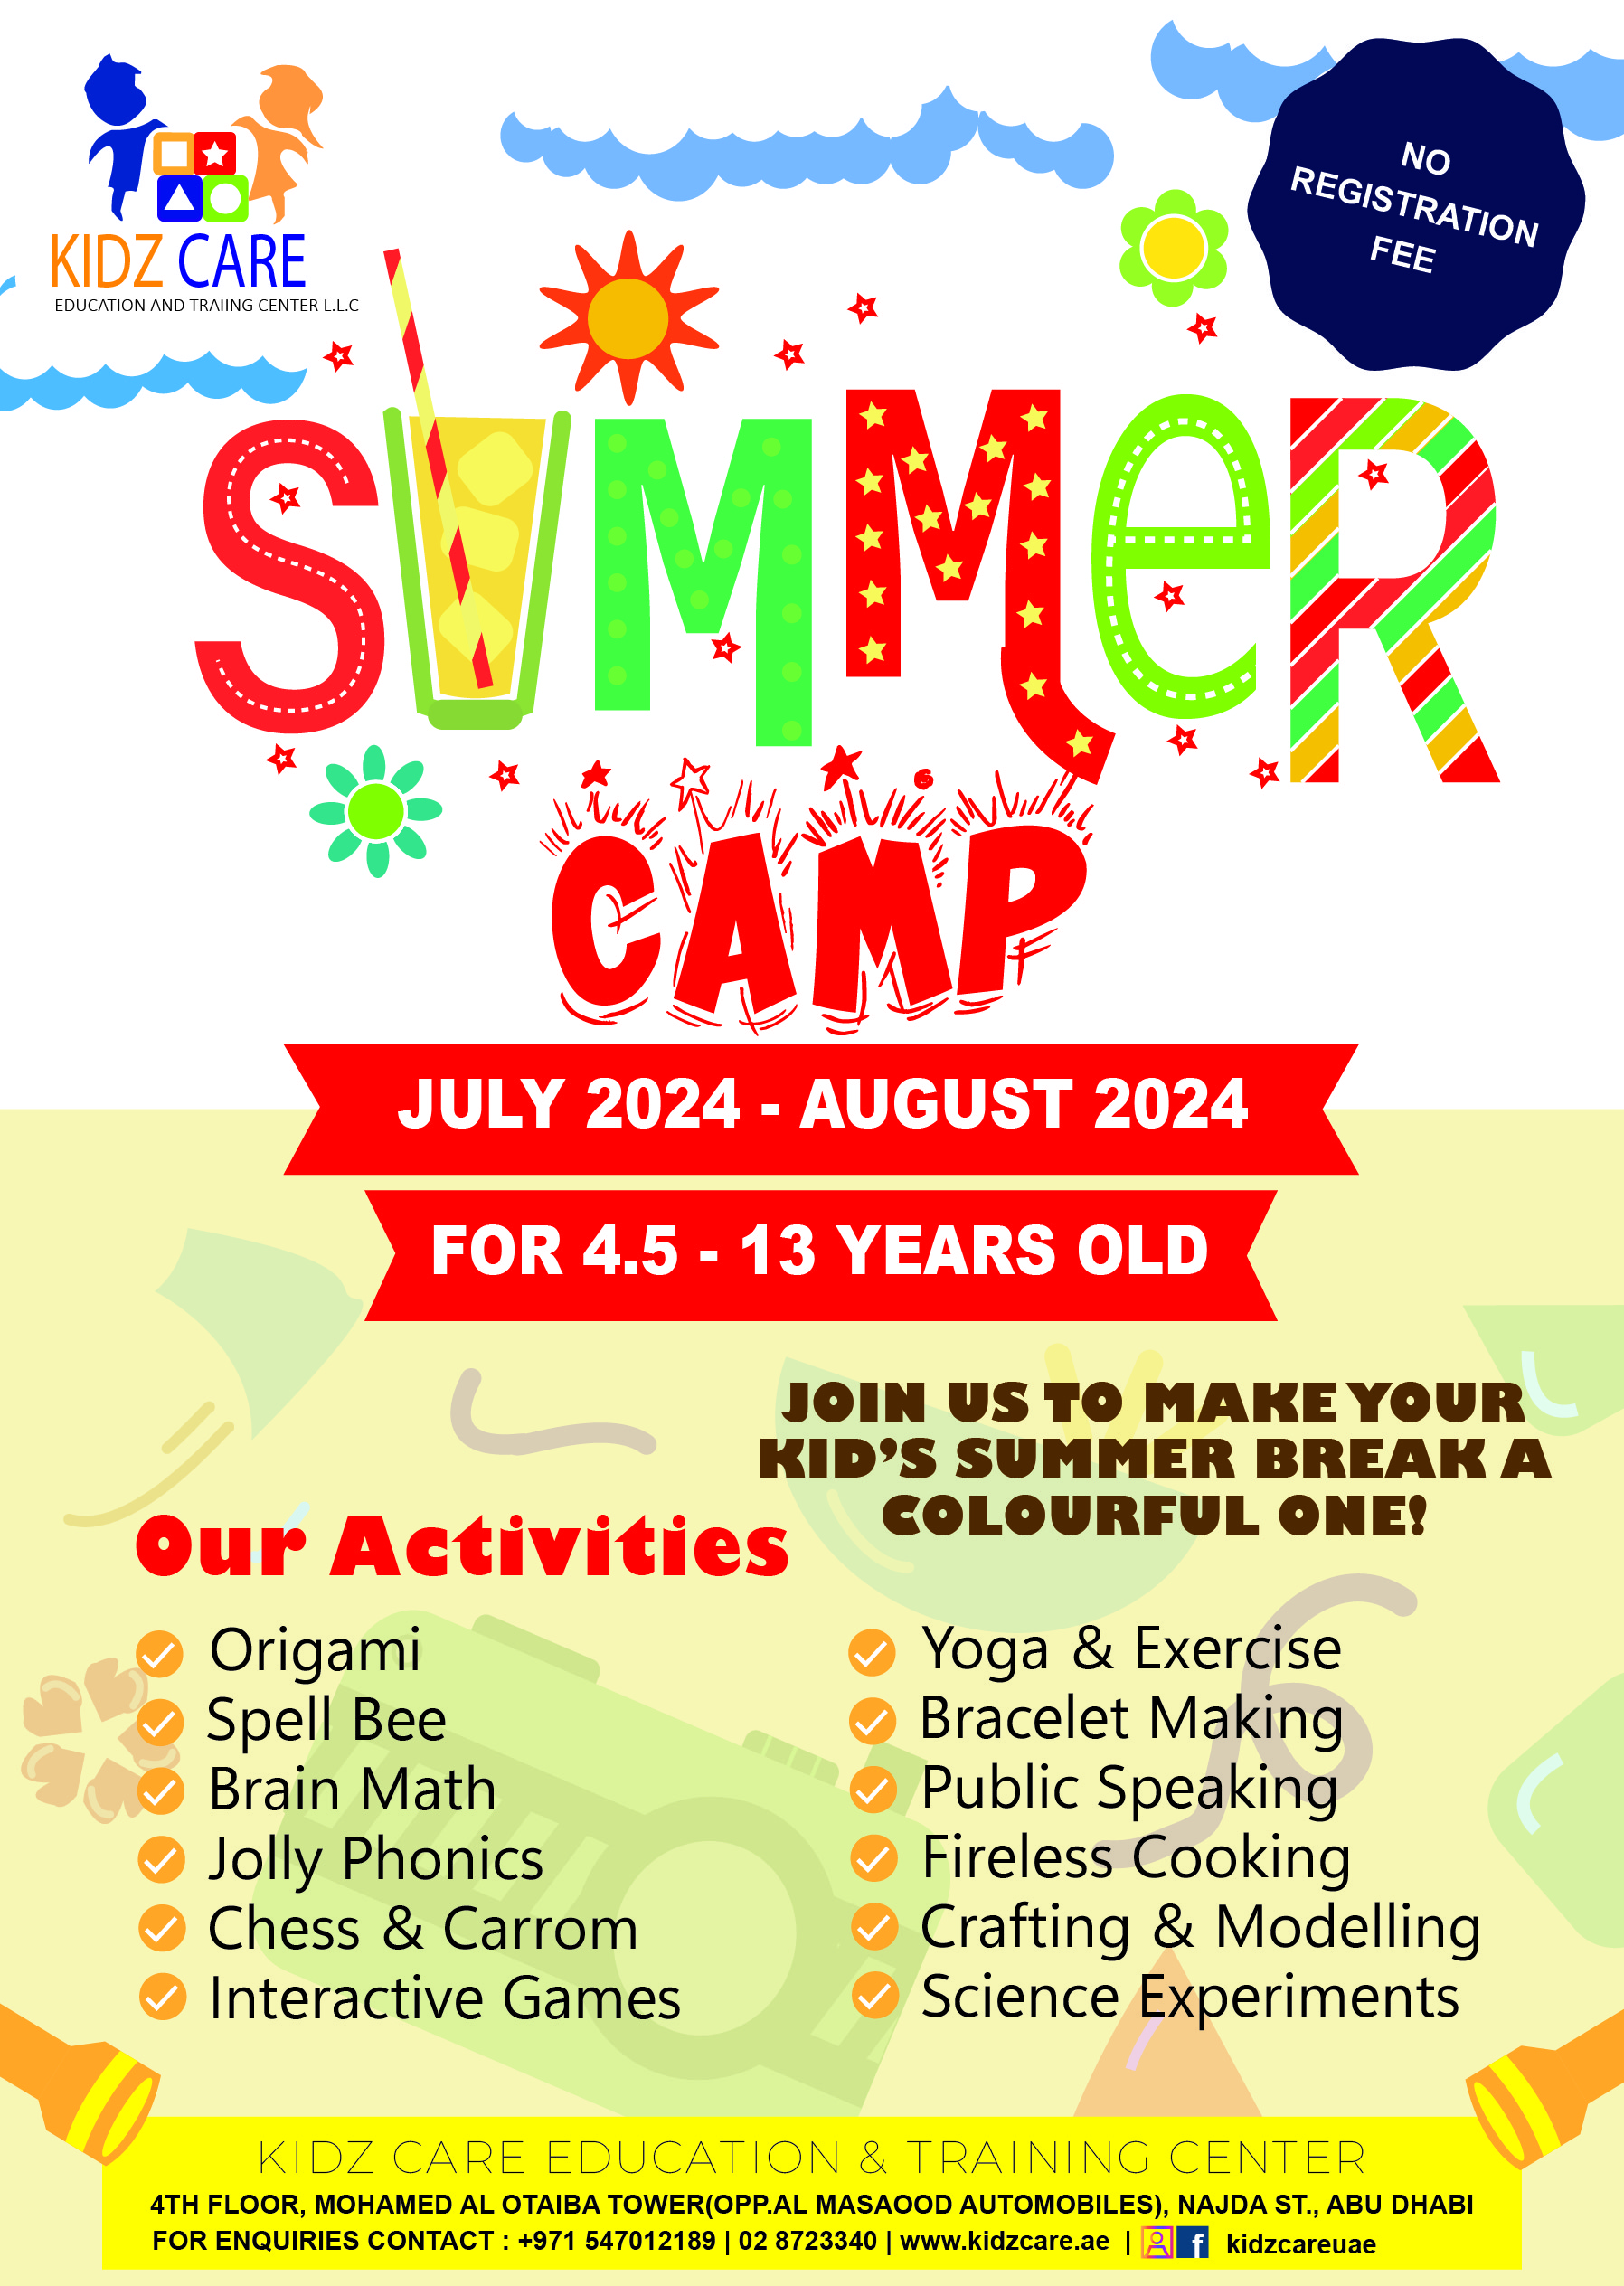 KIDZ CARE
EDUCATION AND TRAIING CENTER L.L.C
NO
REGISTRATION
FEE
SUMMeR
CAMP
JULY 2024 - AUGUST 2024
FOR 4.5 - 13 YEARS OLD
JOIN US TO MAKE YOUR
KID'S SUMMER BREAK A
COLOURFUL ONE!
Our Activities
Origami
Spell Bee
Brain Math
Jolly Phonics
Chess & Carrom
Interactive Games
Yoga & Exercise
Bracelet Making
Public Speaking
Fireless Cooking
Crafting & Modelling
Science Experiments
KIDZ CARE EDUCATION & TRAINING CENTER
4TH FLOOR, MOHAMED AL OTAIBA TOWER(OPP.AL MASAOOD AUTOMOBILES), NAJDA ST., ABU DHABI
FOR ENQUIRIES CONTACT : +971 547012189 | 02 8723340 | www.kidzcare.ae | f kidzcareuae